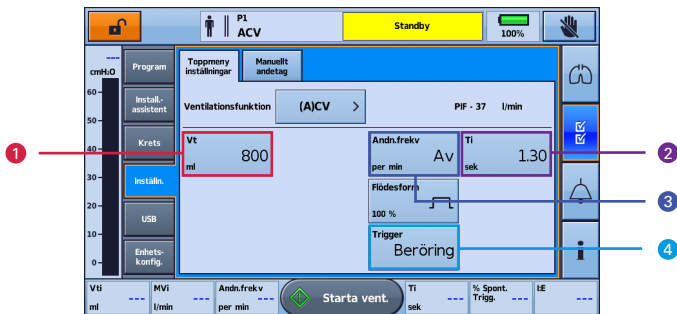 P1
ACV
Standby
100%
---
cmH2O
60
50
40
30
20
10
0
Program
Install.-
assistent
Krets
Inställn.
USB
Enhets-
konfig.
Toppmeny
inställningar
Manuellt
andetag
Ventilationsfunktion
(A)CV >
PIF - 37 l/min
Vt
800
ml
Andn.frekv
Av
per min
Ti
1.30
sek
Flödesform
100 %
Trigger
Beröring
1
2
3
4
i
Vti
---
ml
MVi
---
l/min
Andn.frekv
---
per min
Starta vent.
Ti
---
sek
% Spont.
Trigg.
---
I:E
---